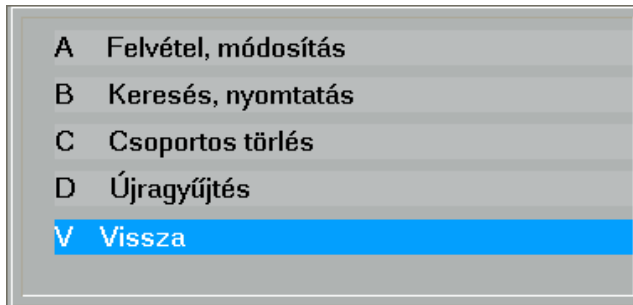 A Felvétel, módosítás
B Keresés, nyomtatás
C Csoportos törlés
D Újragyűjtés
V Vissza